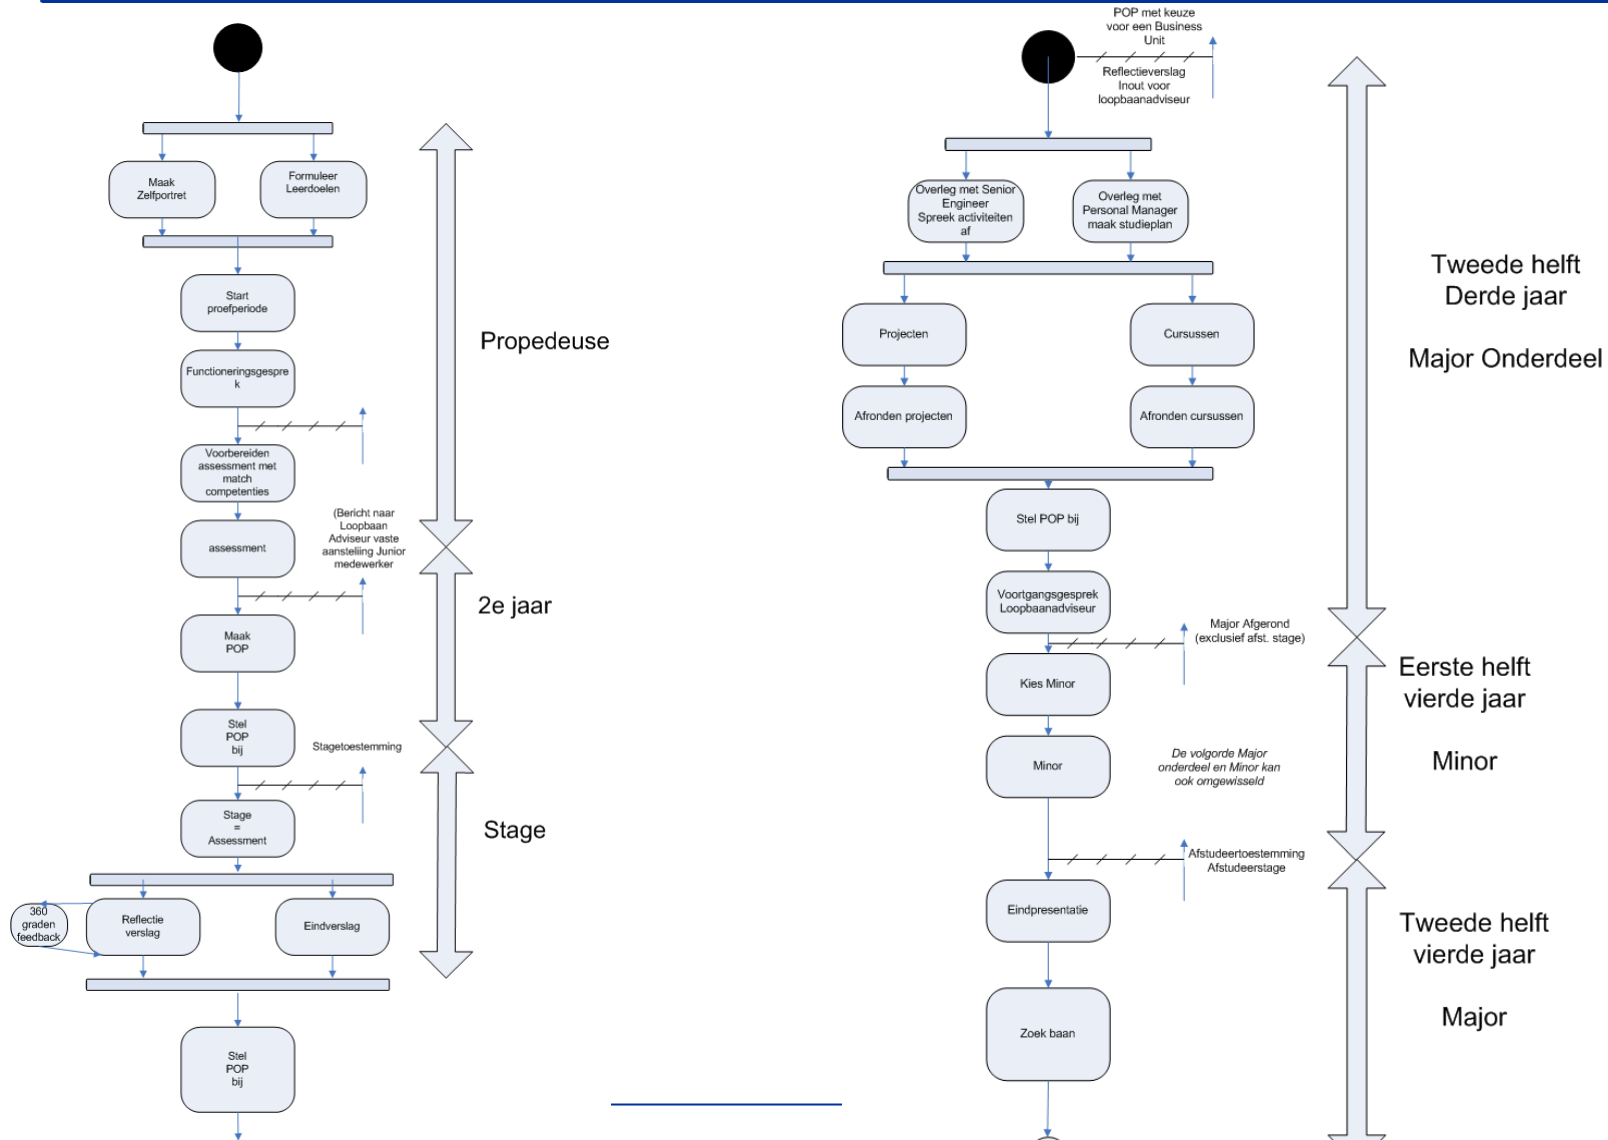 Maak
Zelfportret
Formuleer
Leerdoelen
Start
proefperiode
Functioneringsgespre
k
Voorbereiden
assessment met
match
competenties
assessment
(Bericht naar
Loopbaan
Adviseur vaste
aanstelling Junior
medewerker
Maak
POP
Stel
POP
bij
Stagetoestemming
Stage
=
Assessment
360
graden
feedback
Reflectie
verslag
Eindverslag
Stel
POP
bij
Propedeuse
2e jaar
Stage
POP met keuze
voor een Business
Unit
Reflectieverslag
Inout voor
loopbaanadviseur
Overleg met Senior
Engineer
Spreek activiteiten
af
Overleg met
Personal Manager
maak studieplan
Projecten
Cursussen
Afronden projecten
Afronden cursussen
Stel POP bij
Voortgangsgesprek
Loopbaanadviseur
Major Afgerond
(exclusief afst. stage)
Kies Minor
Minor
De volgorde Major
onderdeel en Minor kan
ook omgewisseld
Afstudeertoestemming
Afstudeerstage
Eindpresentatie
Zoek baan
Tweede helft
Derde jaar
Major Onderdeel
Eerste helft
vierde jaar
Minor
Tweede helft
vierde jaar
Major